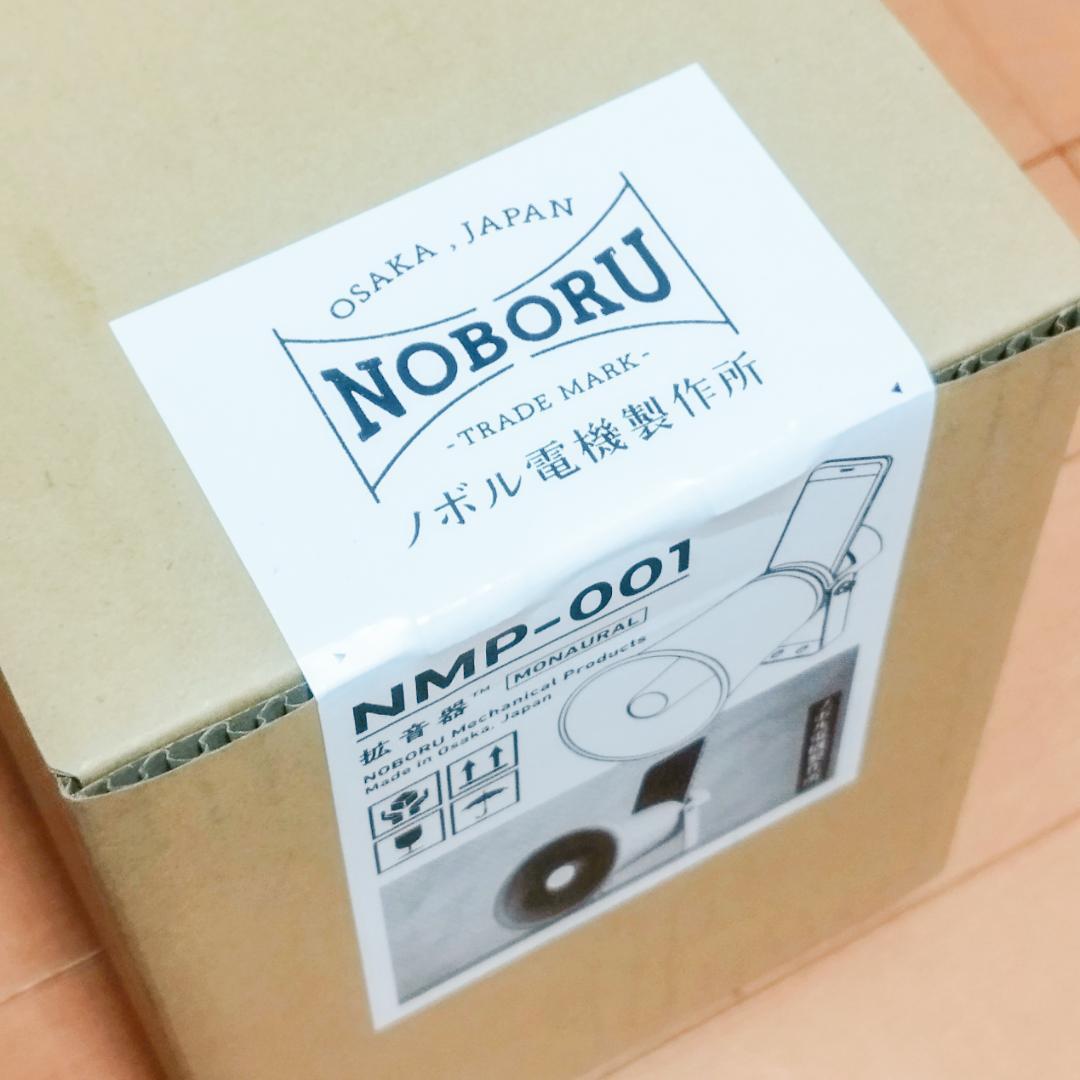 OSAKA, JAPAN
NOBORU
-TRADE MARK-
ノボル電機製作所
NMP-001
拡音器™ MONAURAL
NOBORU Mechanical Products
Made in Osaka, Japan